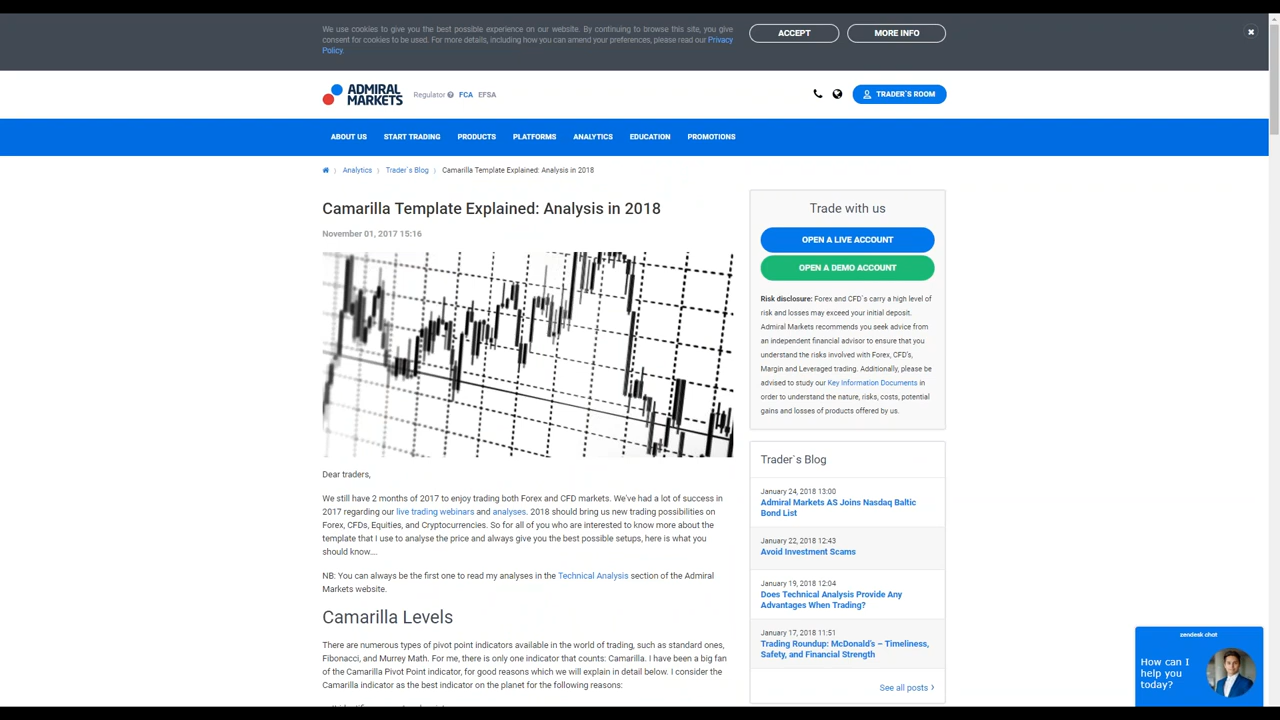 We use cookies to give you the best possible experience on our website. By continuing to browse this site, you give
consent for cookies to be used. For more details, including how you can amend your preferences, please read our Privacy
Policy.
ACCEPT
MORE INFO
ADMIRAL
MARKETS
Regulator FCA EFSA
TRADER`S ROOM
ABOUT US START TRADING PRODUCTS PLATFORMS ANALYTICS EDUCATION PROMOTIONS
Analytics Trader`s Blog Camarilla Template Explained: Analysis in 2018
Camarilla Template Explained: Analysis in 2018
November 01, 2017 15:16
Dear traders,
We still have 2 months of 2017 to enjoy trading both Forex and CFD markets. We've had a lot of success in
2017 regarding our live trading webinars and analyses. 2018 should bring us new trading possibilities on
Forex, CFDs, Equities, and Cryptocurrencies. So for all of you who are interested to know more about the
template that I use to analyse the price and always give you the best possible setups, here is what you
should know....
NB: You can always be the first one to read my analyses in the Technical Analysis section of the Admiral
Markets website.
Camarilla Levels
There are numerous types of pivot point indicators available in the world of trading, such as standard ones,
Fibonacci, and Murrey Math. For me, there is only one indicator that counts: Camarilla. I have been a big fan
of the Camarilla Pivot Point indicator, for good reasons which we will explain in detail below. I consider the
Camarilla indicator as the best indicator on the planet for the following reasons:
Trade with us
OPEN A LIVE ACCOUNT
OPEN A DEMO ACCOUNT
Risk disclosure: Forex and CFD`s carry a high level of
risk and losses may exceed your initial deposit.
Admiral Markets recommends you seek advice from
an independent financial advisor to ensure that you
understand the risks involved with Forex, CFD's,
Margin and Leveraged trading. Additionally, please be
advised to study our Key Information Documents in
order to understand the nature, risks, costs, potential
gains and losses of products offered by us.
Trader`s Blog
January 24, 2018 13:00
Admiral Markets AS Joins Nasdaq Baltic
Bond List
January 22, 2018 12:43
Avoid Investment Scams
January 19, 2018 12:04
Does Technical Analysis Provide Any
Advantages When Trading?
January 17, 2018 11:51
Trading Roundup: McDonald's – Timeliness,
Safety, and Financial Strength
See all posts
zendesk chat
How can I
help you
today?